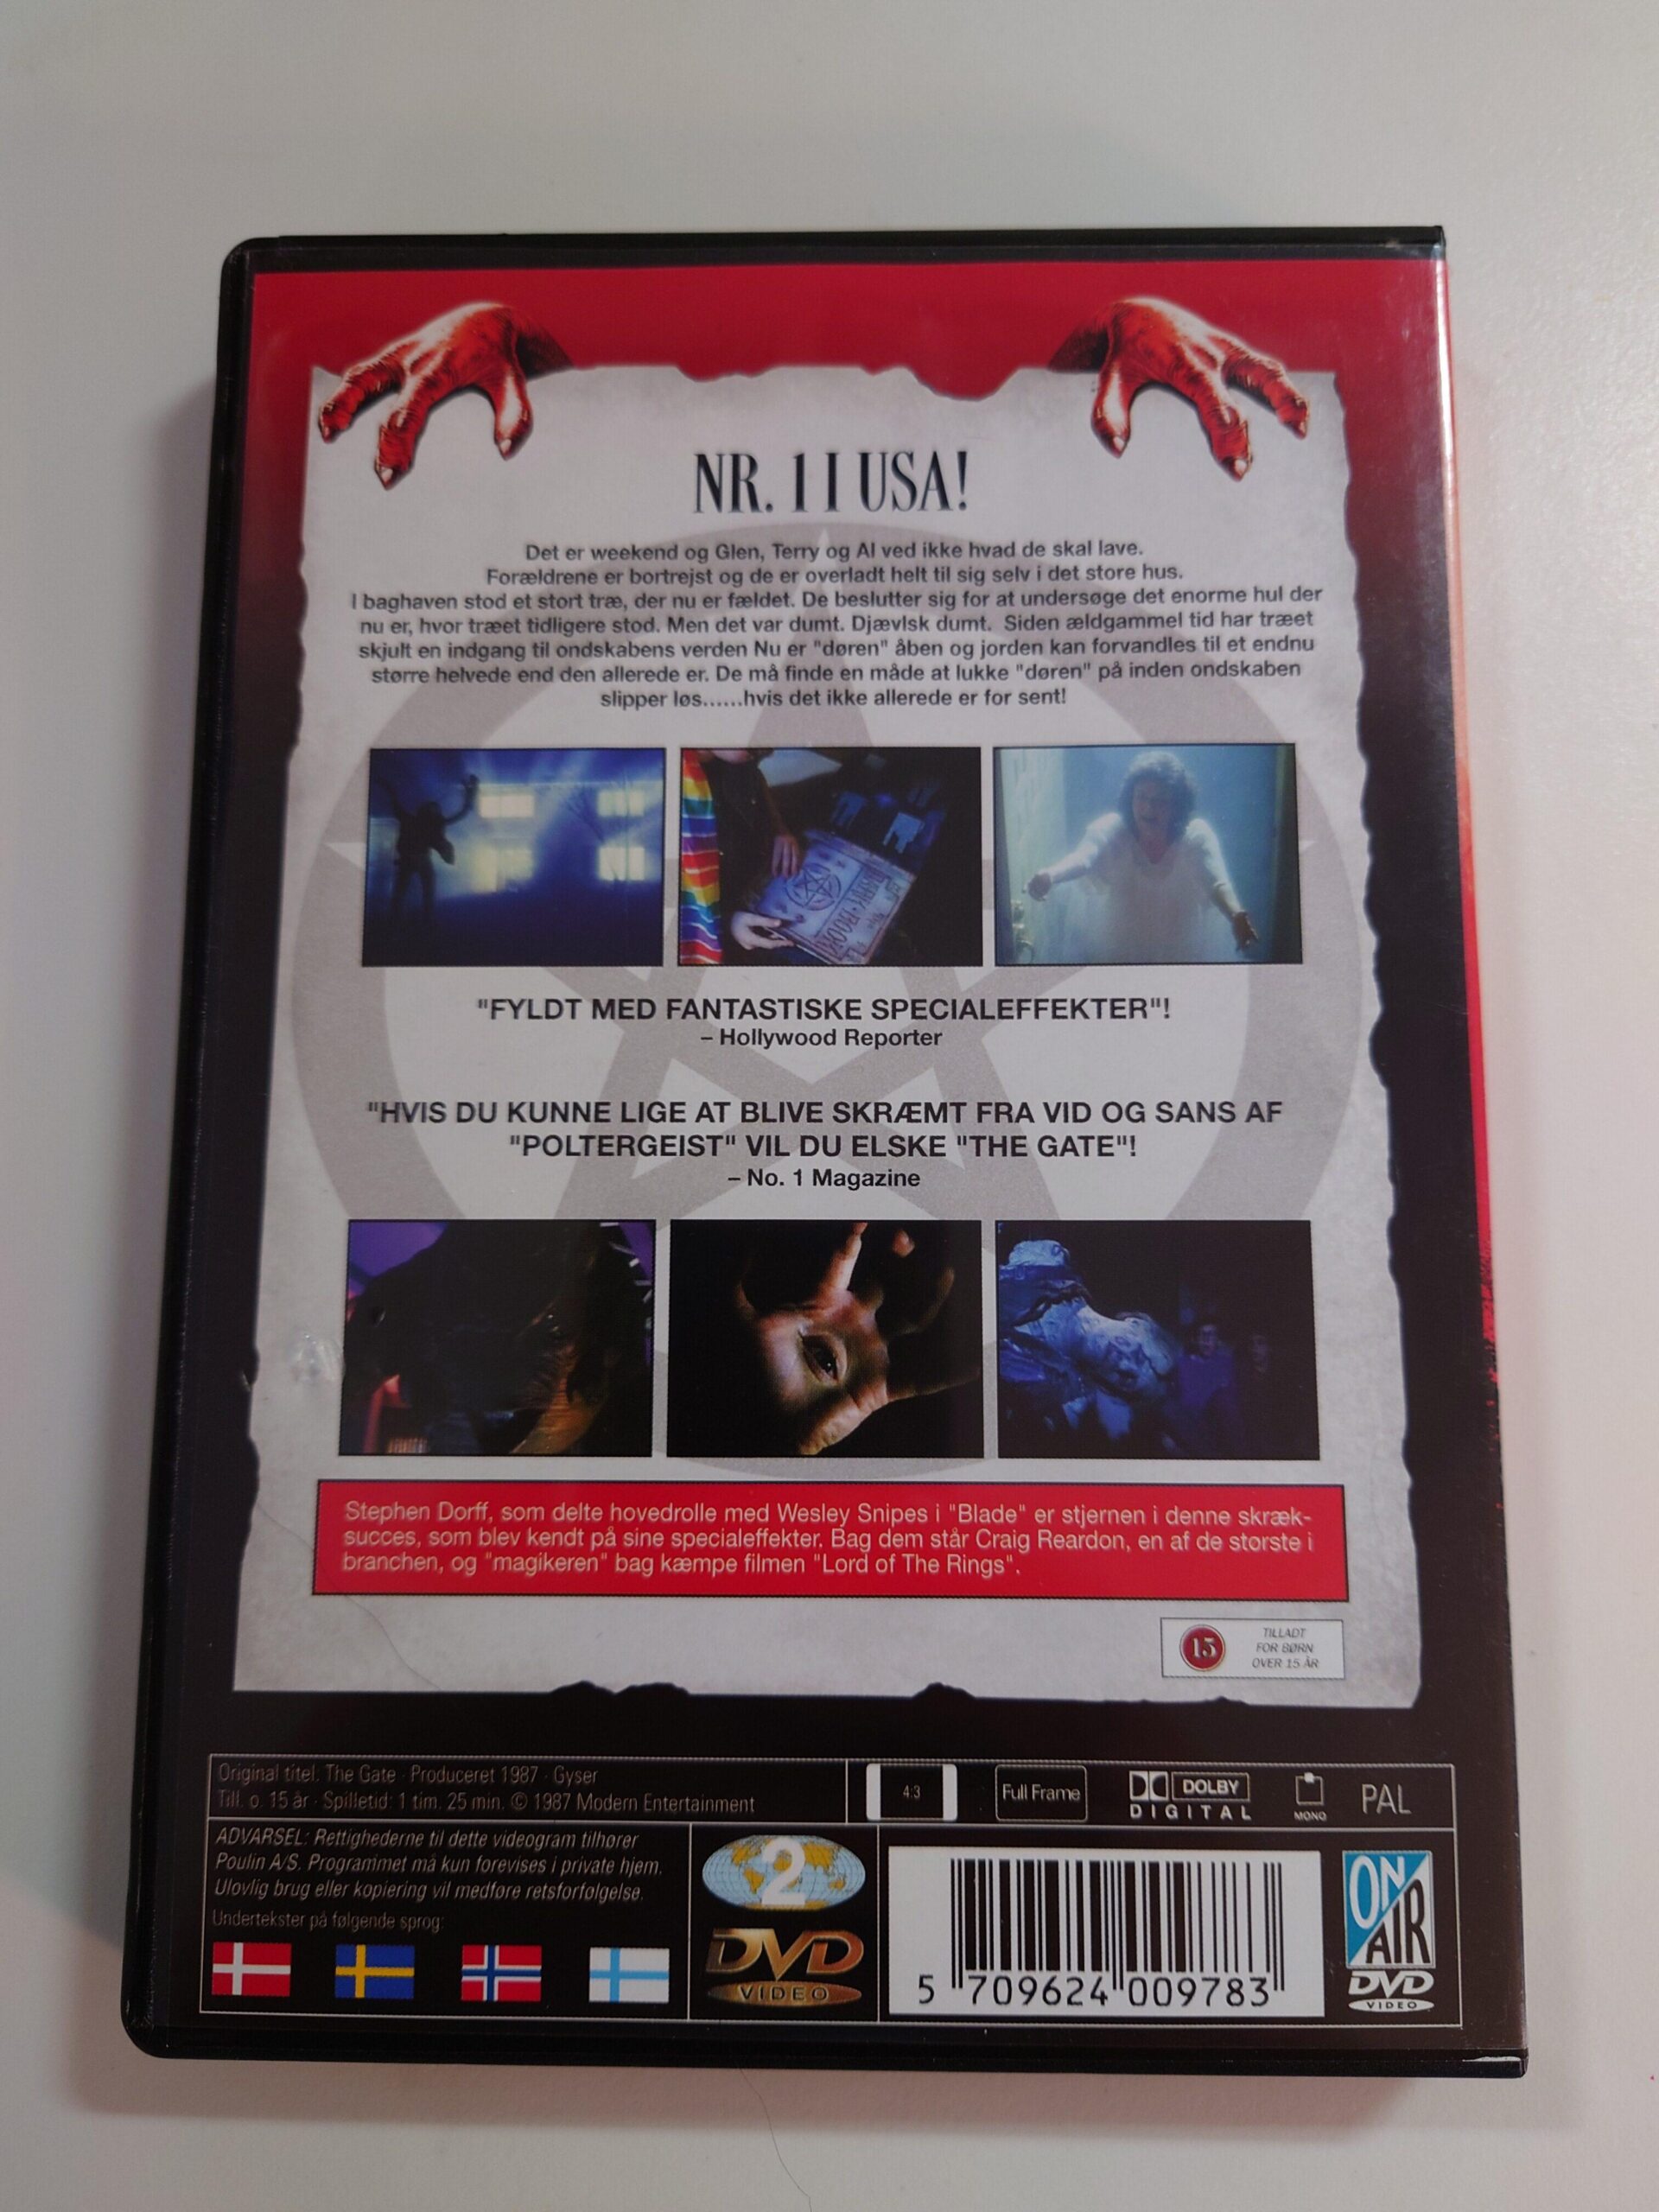 NR. 1 I USA!
Det er weekend og Glen, Terry og Al ved ikke hvad de skal lave.
Forældrene er bortrejst og de er overladt helt til sig selv i det store hus.
I baghaven stod et stort træ, der nu er fældet. De beslutter sig for at undersøge det enorme hul der
nu er, hvor træet tidligere stod. Men det var dumt. Djævlsk dumt. Siden ældgammel tid har træet
skjult en indgang til ondskabens verden Nu er "døren" åben og jorden kan forvandles til et endnu
større helvede end den allerede er. De må finde en måde at lukke "døren" på inden ondskaben
slipper løs......hvis det ikke allerede er for sent!
"FYLDT MED FANTASTISKE SPECIALEFFEKTER"!
– Hollywood Reporter
"HVIS DU KUNNE LIGE AT BLIVE SKRÆMT FRA VID OG SANS AF
"POLTERGEIST" VIL DU ELSKE "THE GATE"!
– No. 1 Magazine
Stephen Dorff, som delte hovedrolle med Wesley Snipes i "Blade" er stjernen i denne skræk-
succes, som blev kendt på sine specialeffekter. Bag dem står Craig Reardon, en af de største i
branchen, og "magikeren" bag kæmpe filmen "Lord of The Rings".
15
TILLADT
FOR BØRN
OVER 15 ÅR
Original titel: The Gate · Produceret 1987 · Gyser
Till. o. 15 år · Spilletid: 1 tim. 25 min. © 1987 Modern Entertainment
4:3
Full Frame
DOLBY
DIGITAL
MONO
PAL
ADVARSEL: Rettighederne til dette videogram tilhører
Poulin A/S. Programmet må kun forevises i private hjem.
Ulovlig brug eller kopiering vil medføre retsforfølgelse.
Undertekster på følgende sprog:
2
DVD
VIDEO
5 709624 009783
ON
AIR
DVD
VIDEO